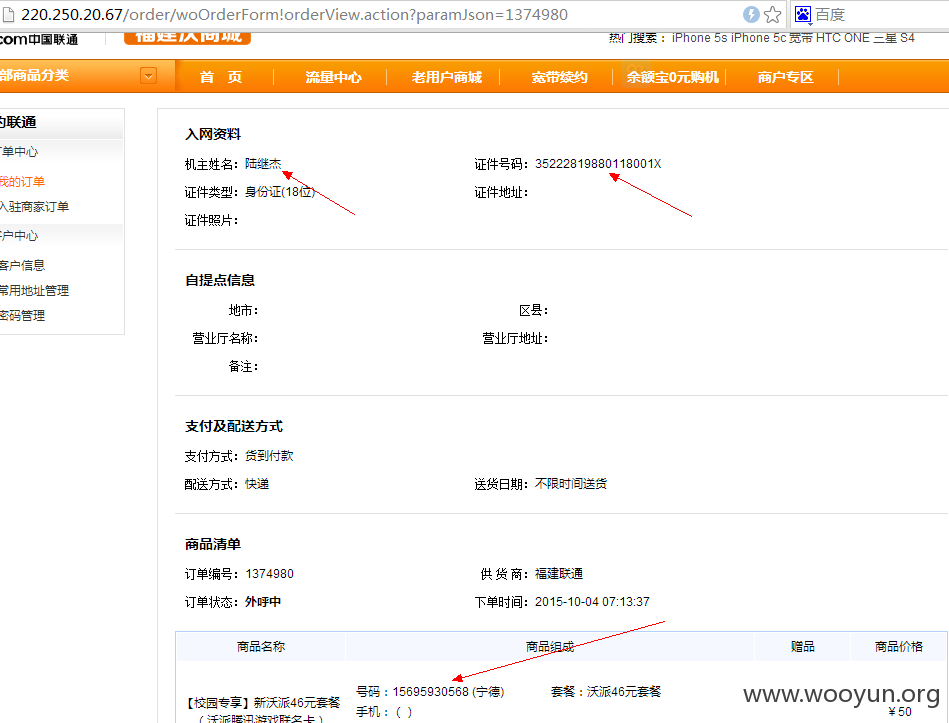 220.250.20.67/order/woOrderForm!orderView.action?paramJson=1374980
百度
com中国联通
福建沃商城
热门搜索: iPhone 5s iPhone 5c 宽带 HTC ONE 三星 S4
部商品分类
首 页
流量中心
老用户商城
宽带续约
余额宝0元购机
商户专区
的联通
订单中心
我的订单
入驻商家订单
客户中心
客户信息
常用地址管理
密码管理
入网资料
机主姓名: 陆继杰
证件号码: 35222819880118001X
证件类型: 身份证(18位)
证件地址:
证件照片:
自提点信息
地市:
区县:
营业厅名称:
营业厅地址:
备注:
支付及配送方式
支付方式: 货到付款
配送方式: 快递
送货日期: 不限时间送货
商品清单
订单编号: 1374980
供 货 商: 福建联通
订单状态: 外呼中
下单时间: 2015-10-04 07:13:37
商品名称
商品组成
赠品
商品价格
【校园专享】新沃派46元套餐
（沃派腾讯游戏联名卡）
号码：15695930568 (宁德)
套餐：沃派46元套餐
手机：( )
￥50
www.wooyun.org